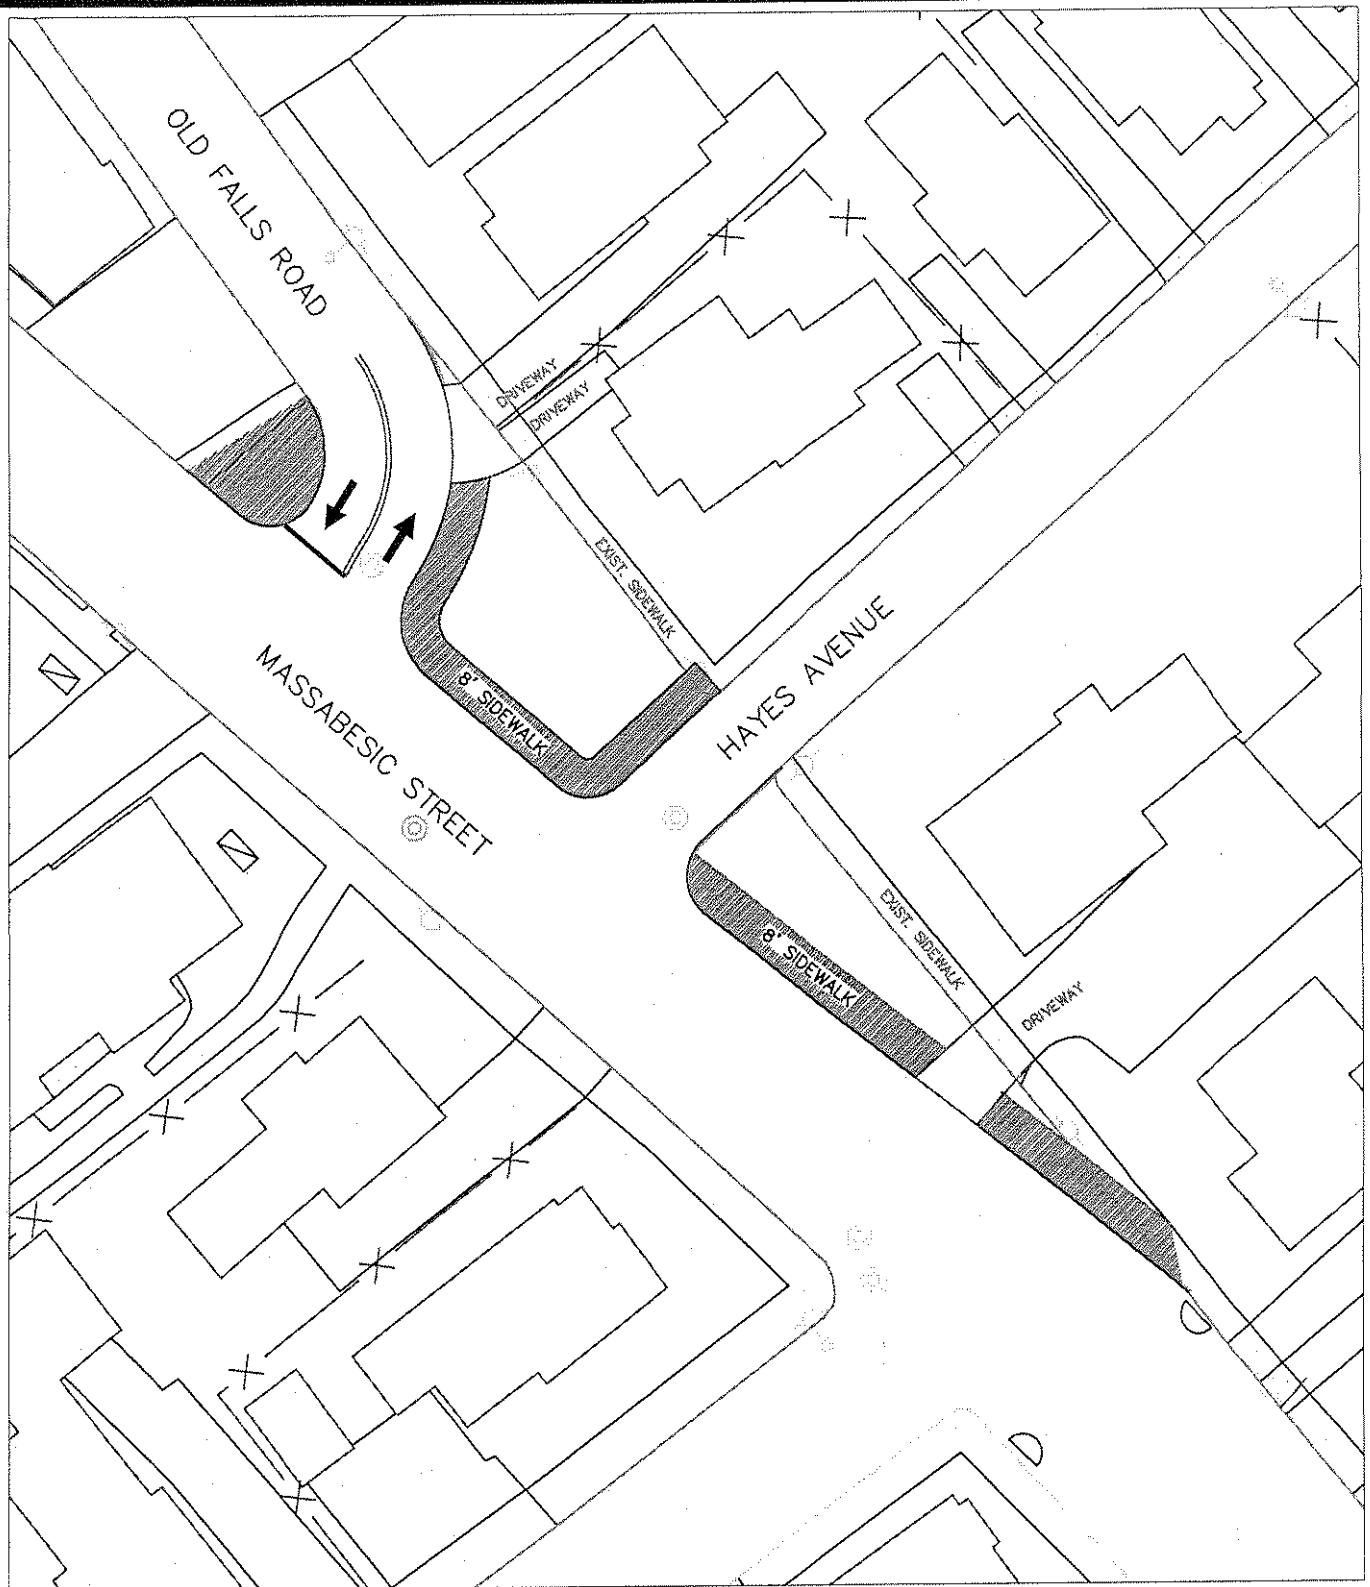 OLD FALLS ROAD
DRIVEWAY
DRIVEWAY
EXIST. SIDEWALK
HAYES AVENUE
MASSABESIC STREET
8' SIDEWALK
EXIST. SIDEWALK
8' SIDEWALK
DRIVEWAY